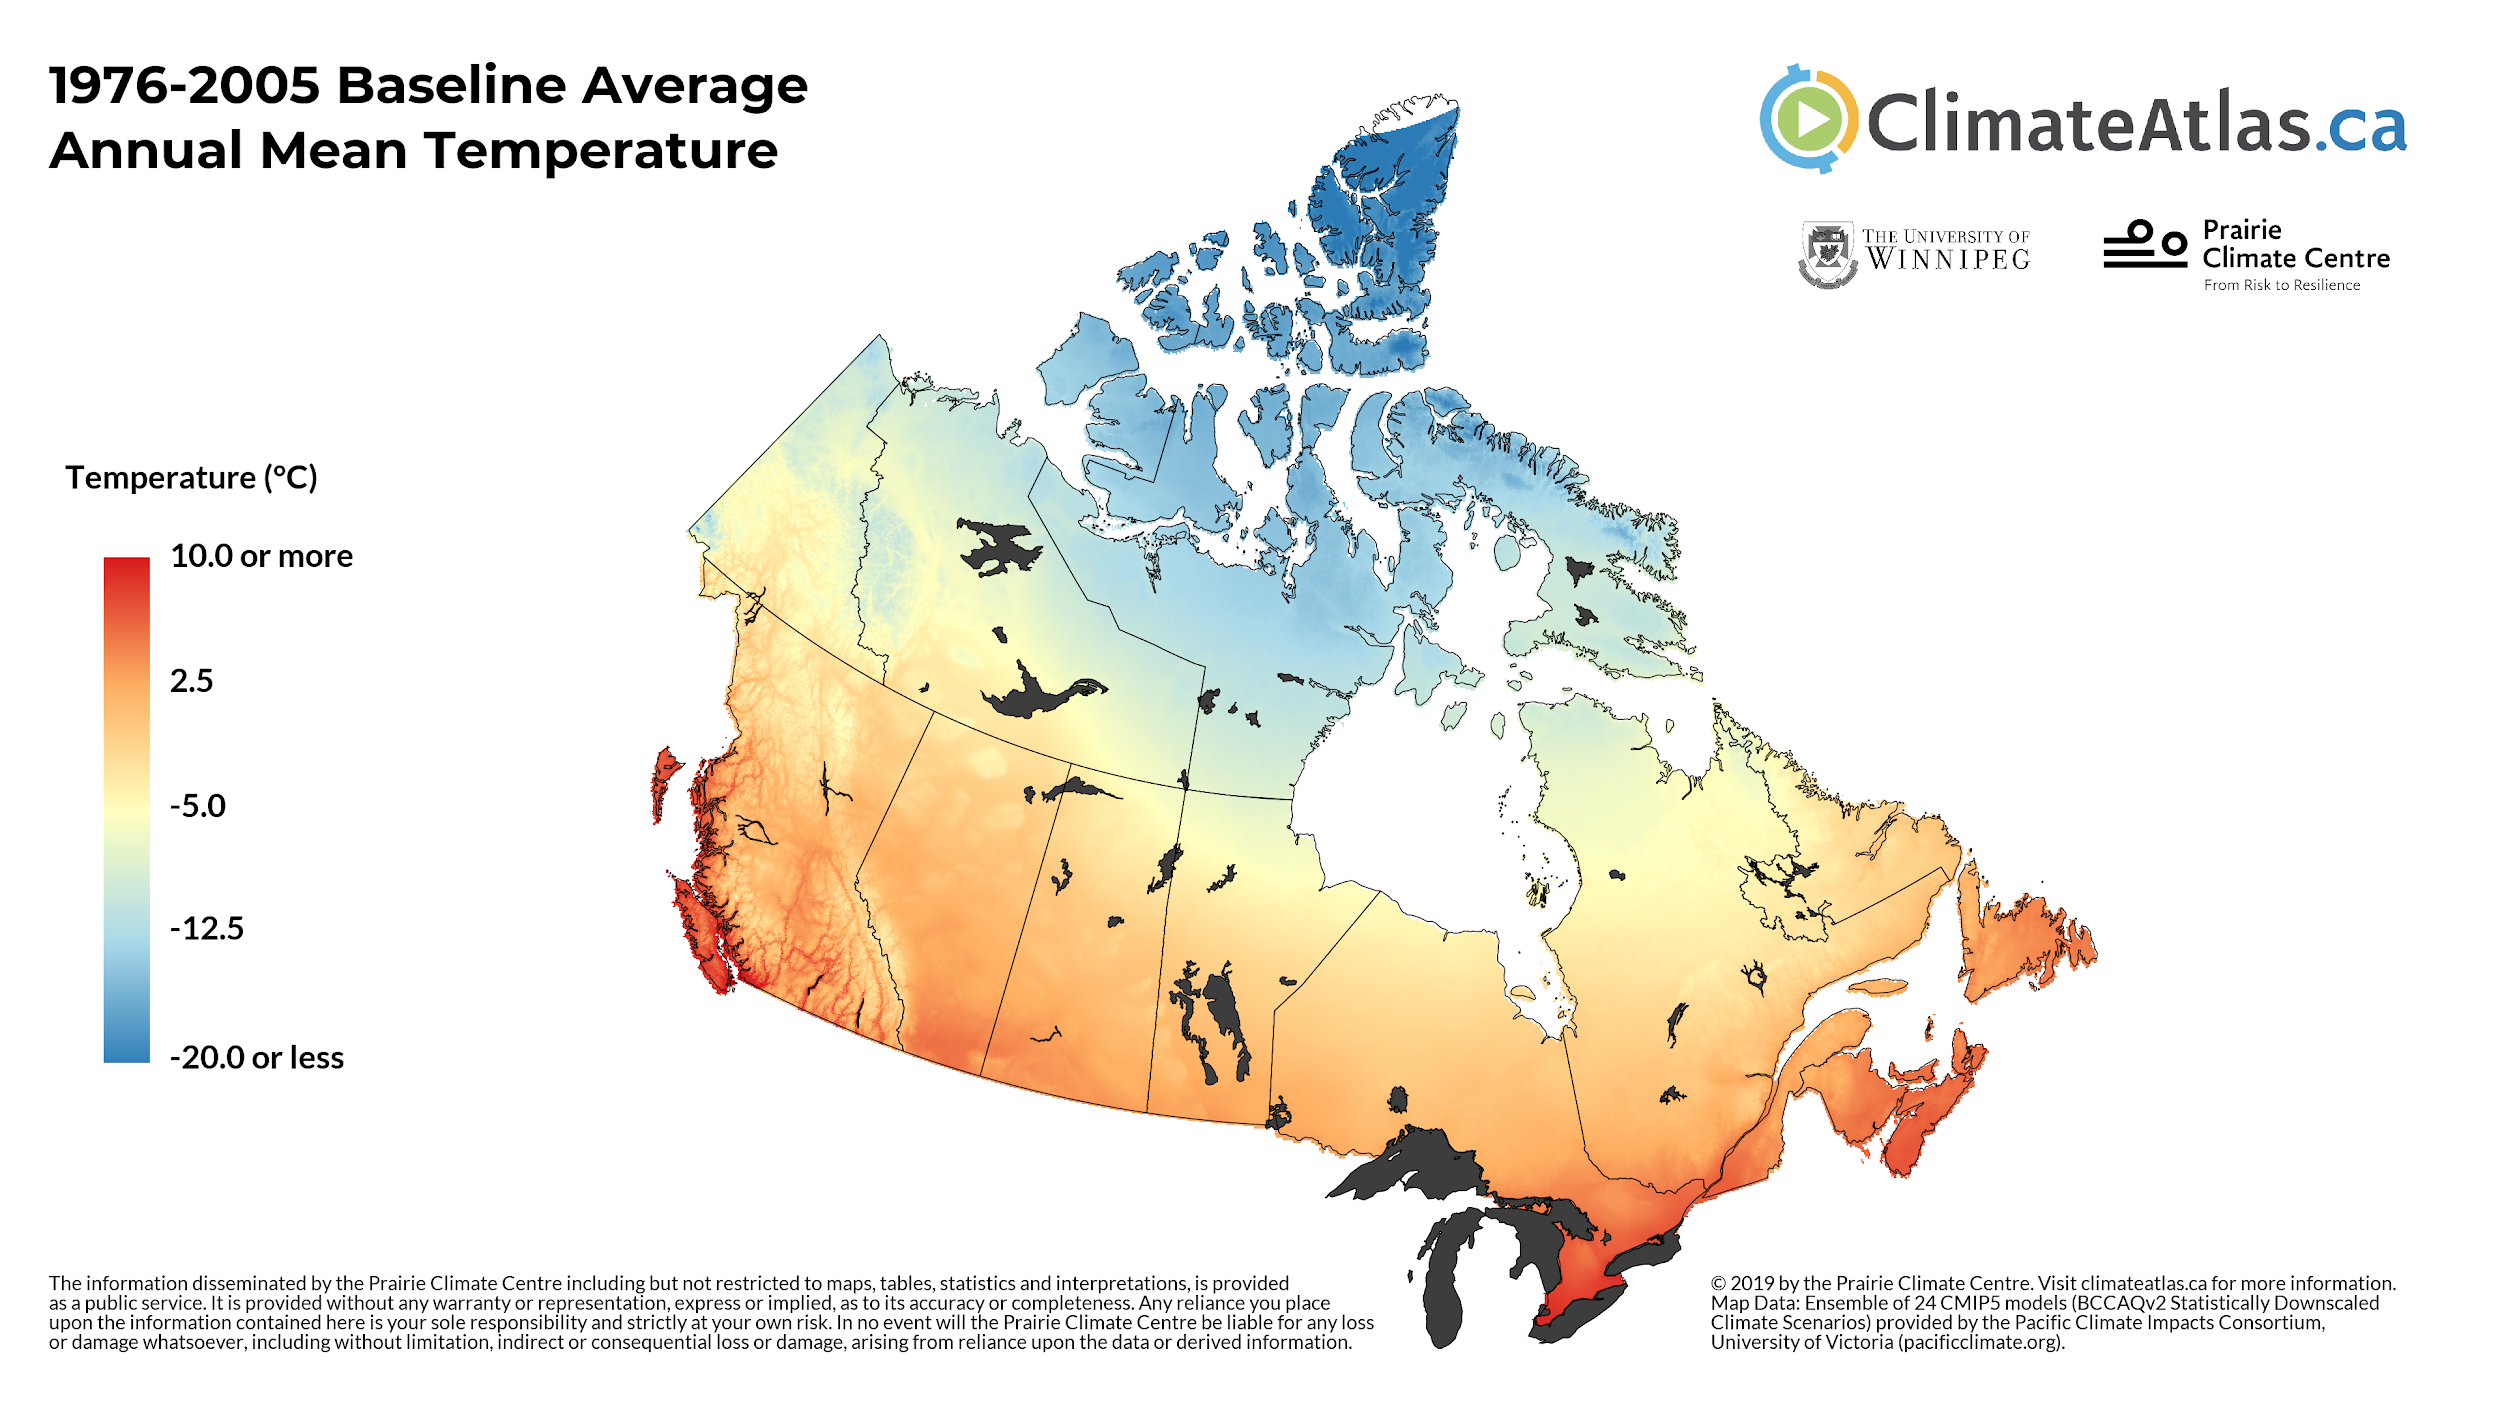 1976-2005 Baseline Average
Annual Mean Temperature
ClimateAtlas.ca
THE UNIVERSITY OF
WINNIPEG
Prairie
Climate Centre
From Risk to Resilience
Temperature (°C)
10.0 or more
2.5
-5.0
-12.5
-20.0 or less
The information disseminated by the Prairie Climate Centre including but not restricted to maps, tables, statistics and interpretations, is provided
as a public service. It is provided without any warranty or representation, express or implied, as to its accuracy or completeness. Any reliance you place
upon the information contained here is your sole responsibility and strictly at your own risk. In no event will the Prairie Climate Centre be liable for any loss
or damage whatsoever, including without limitation, indirect or consequential loss or damage, arising from reliance upon the data or derived information.
© 2019 by the Prairie Climate Centre. Visit climateatlas.ca for more information.
Map Data: Ensemble of 24 CMIP5 models (BCCAQv2 Statistically Downscaled
Climate Scenarios) provided by the Pacific Climate Impacts Consortium,
University of Victoria (pacificclimate.org).